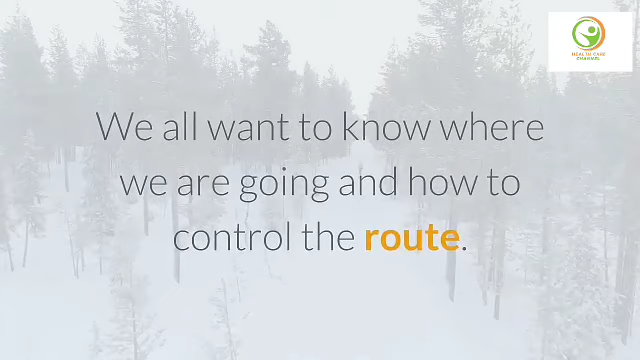 HEALTH CARE
CHANNEL
We all want to know where
we are going and how to
control the route.